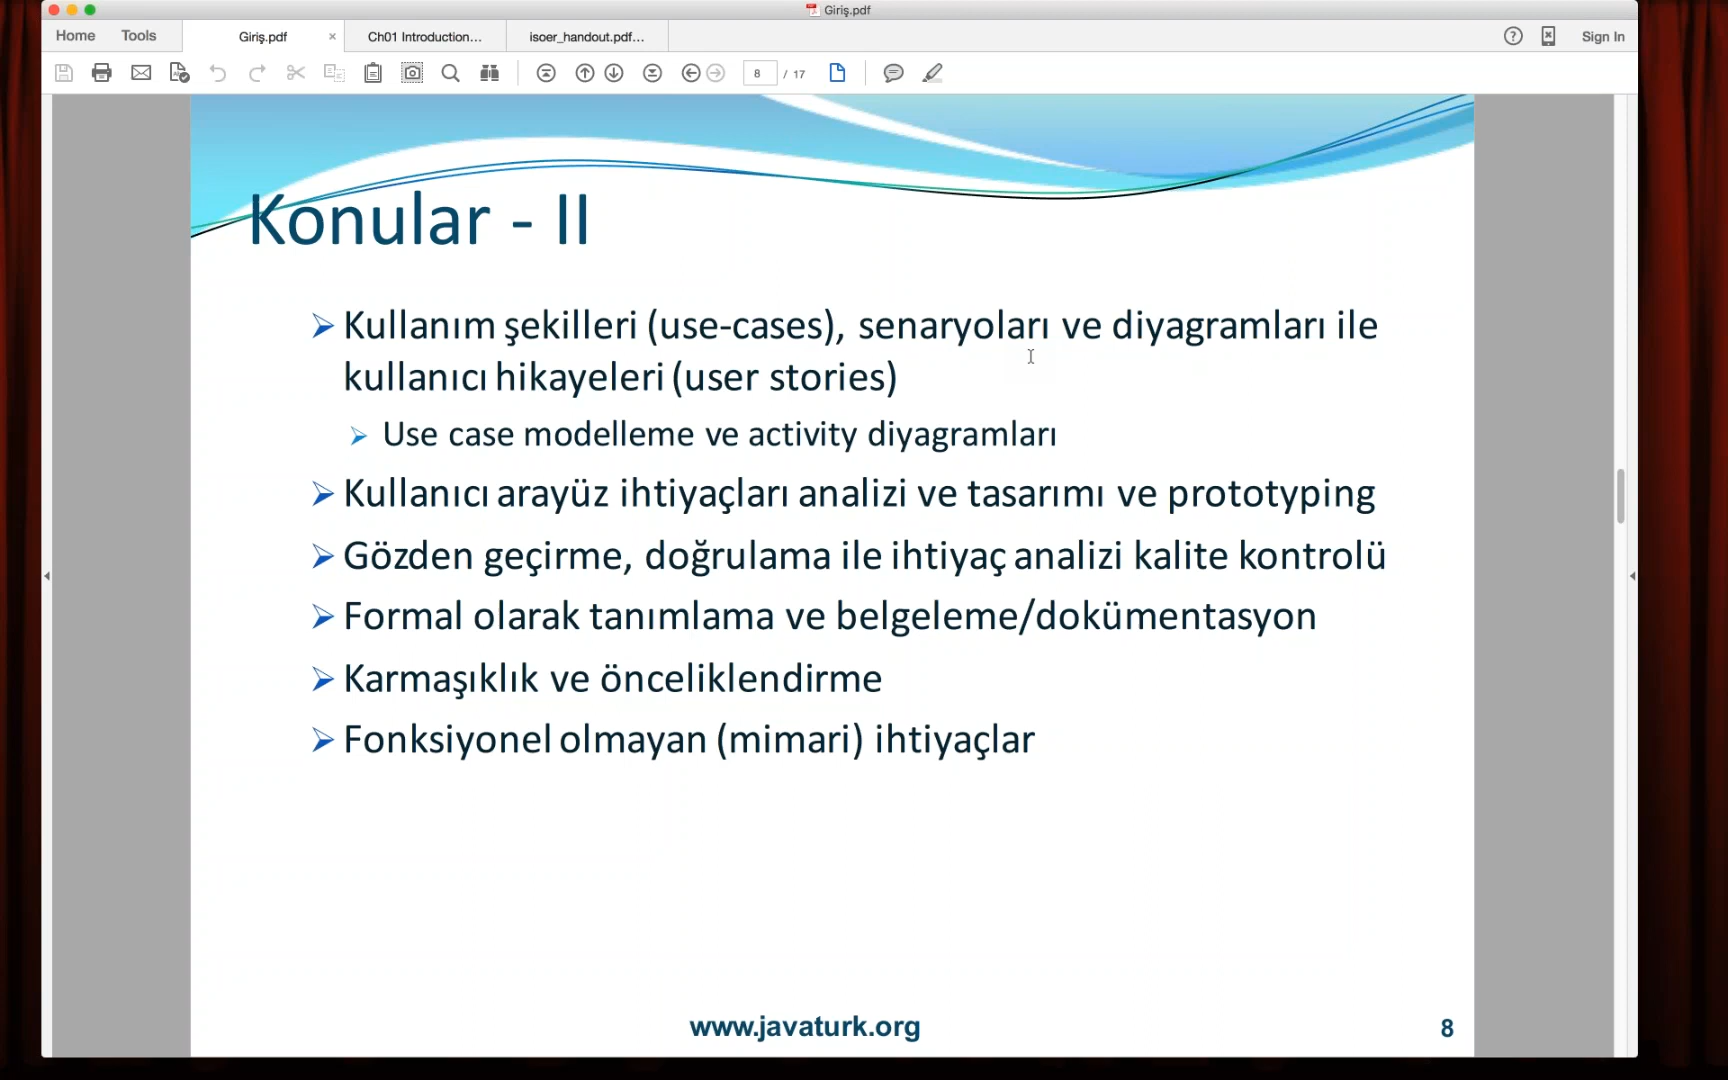 Giriş.pdf
Home Tools Giriş.pdf × Ch01 Introduction... isoer_handout.pdf... Sign In
8 / 17
Konular - II
Kullanım şekilleri (use-cases), senaryoları ve diyagramları ile
kullanıcı hikayeleri (user stories)
Use case modelleme ve activity diyagramları
Kullanıcı arayüz ihtiyaçları analizi ve tasarımı ve prototyping
Gözden geçirme, doğrulama ile ihtiyaç analizi kalite kontrolü
Formal olarak tanımlama ve belgeleme/dokümentasyon
Karmaşıklık ve önceliklendirme
Fonksiyonel olmayan (mimari) ihtiyaçlar
www.javaturk.org 8